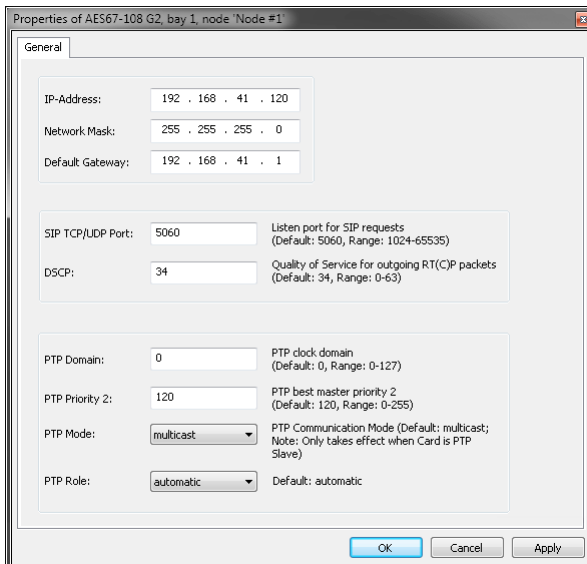 Properties of AES67-108 G2, bay 1, node 'Node #1'
General
IP-Address: 192 . 168 . 41 . 120
Network Mask: 255 . 255 . 255 . 0
Default Gateway: 192 . 168 . 41 . 1
SIP TCP/UDP Port: 5060 Listen port for SIP requests
(Default: 5060, Range: 1024-65535)
DSCP: 34 Quality of Service for outgoing RT(C)P packets
(Default: 34, Range: 0-63)
PTP Domain: 0 PTP clock domain
(Default: 0, Range: 0-127)
PTP Priority 2: 120 PTP best master priority 2
(Default: 120, Range: 0-255)
PTP Mode: multicast PTP Communication Mode (Default: multicast;
Note: Only takes effect when Card is PTP
Slave)
PTP Role: automatic Default: automatic
OK Cancel Apply